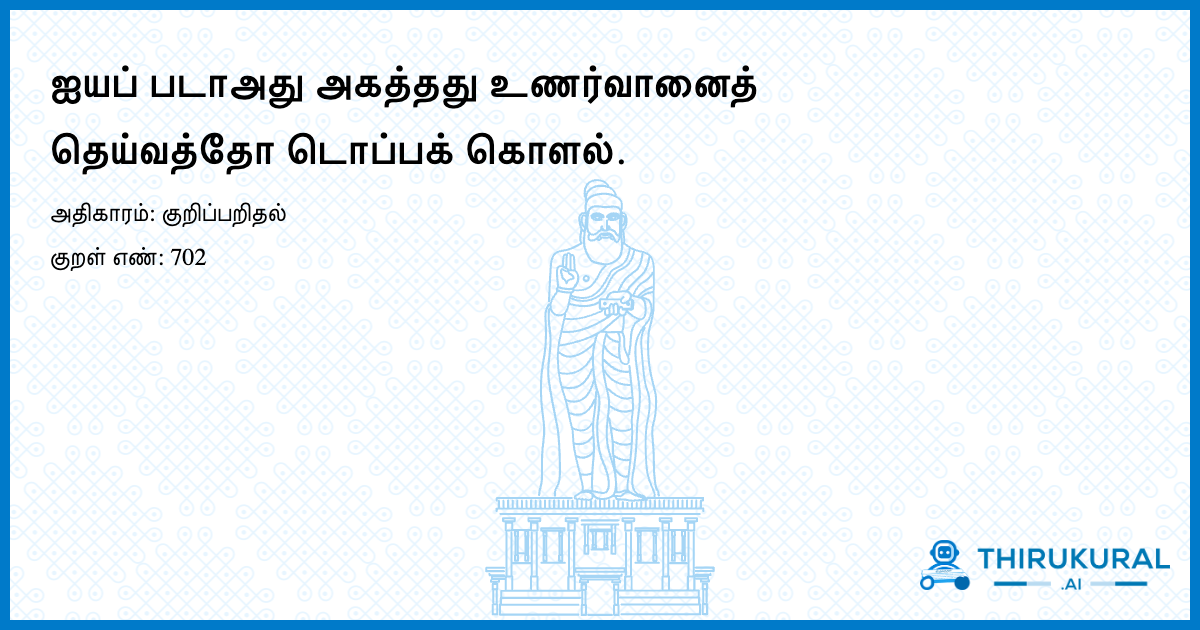 ஐயப் படாஅது அகத்தது உணர்வானைத்
தெய்வத்தோ டொப்பக் கொளல்.
அதிகாரம்: குறிப்பறிதல்
குறள் எண்: 702
THIRUKURAL
.AI